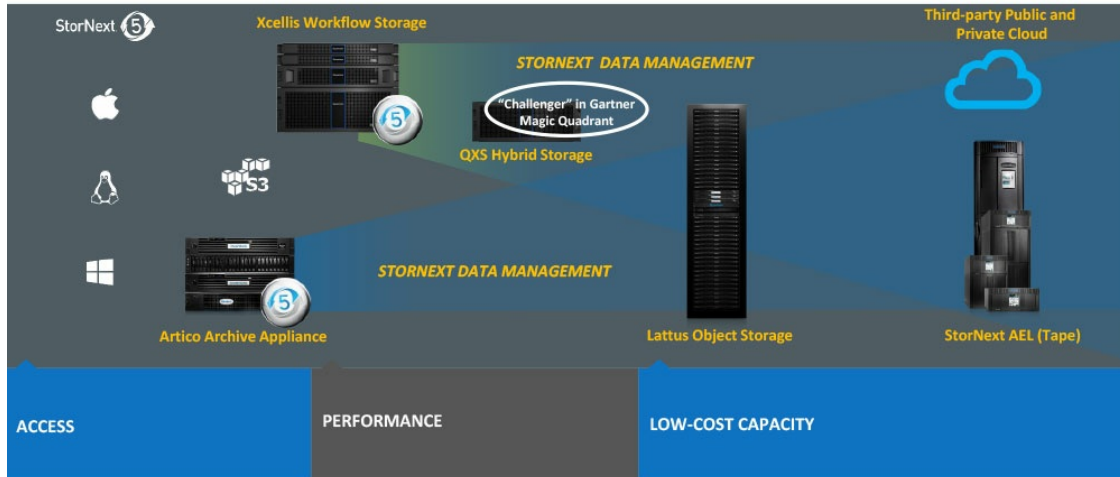 StorNext 5
Xcellis Workflow Storage
Third-party Public and
Private Cloud
STORNEXT DATA MANAGEMENT
5
"Challenger" in Gartner
Magic Quadrant
QXS Hybrid Storage
S3
STORNEXT DATA MANAGEMENT
5
Artico Archive Appliance
Lattus Object Storage
StorNext AEL (Tape)
ACCESS
PERFORMANCE
LOW-COST CAPACITY